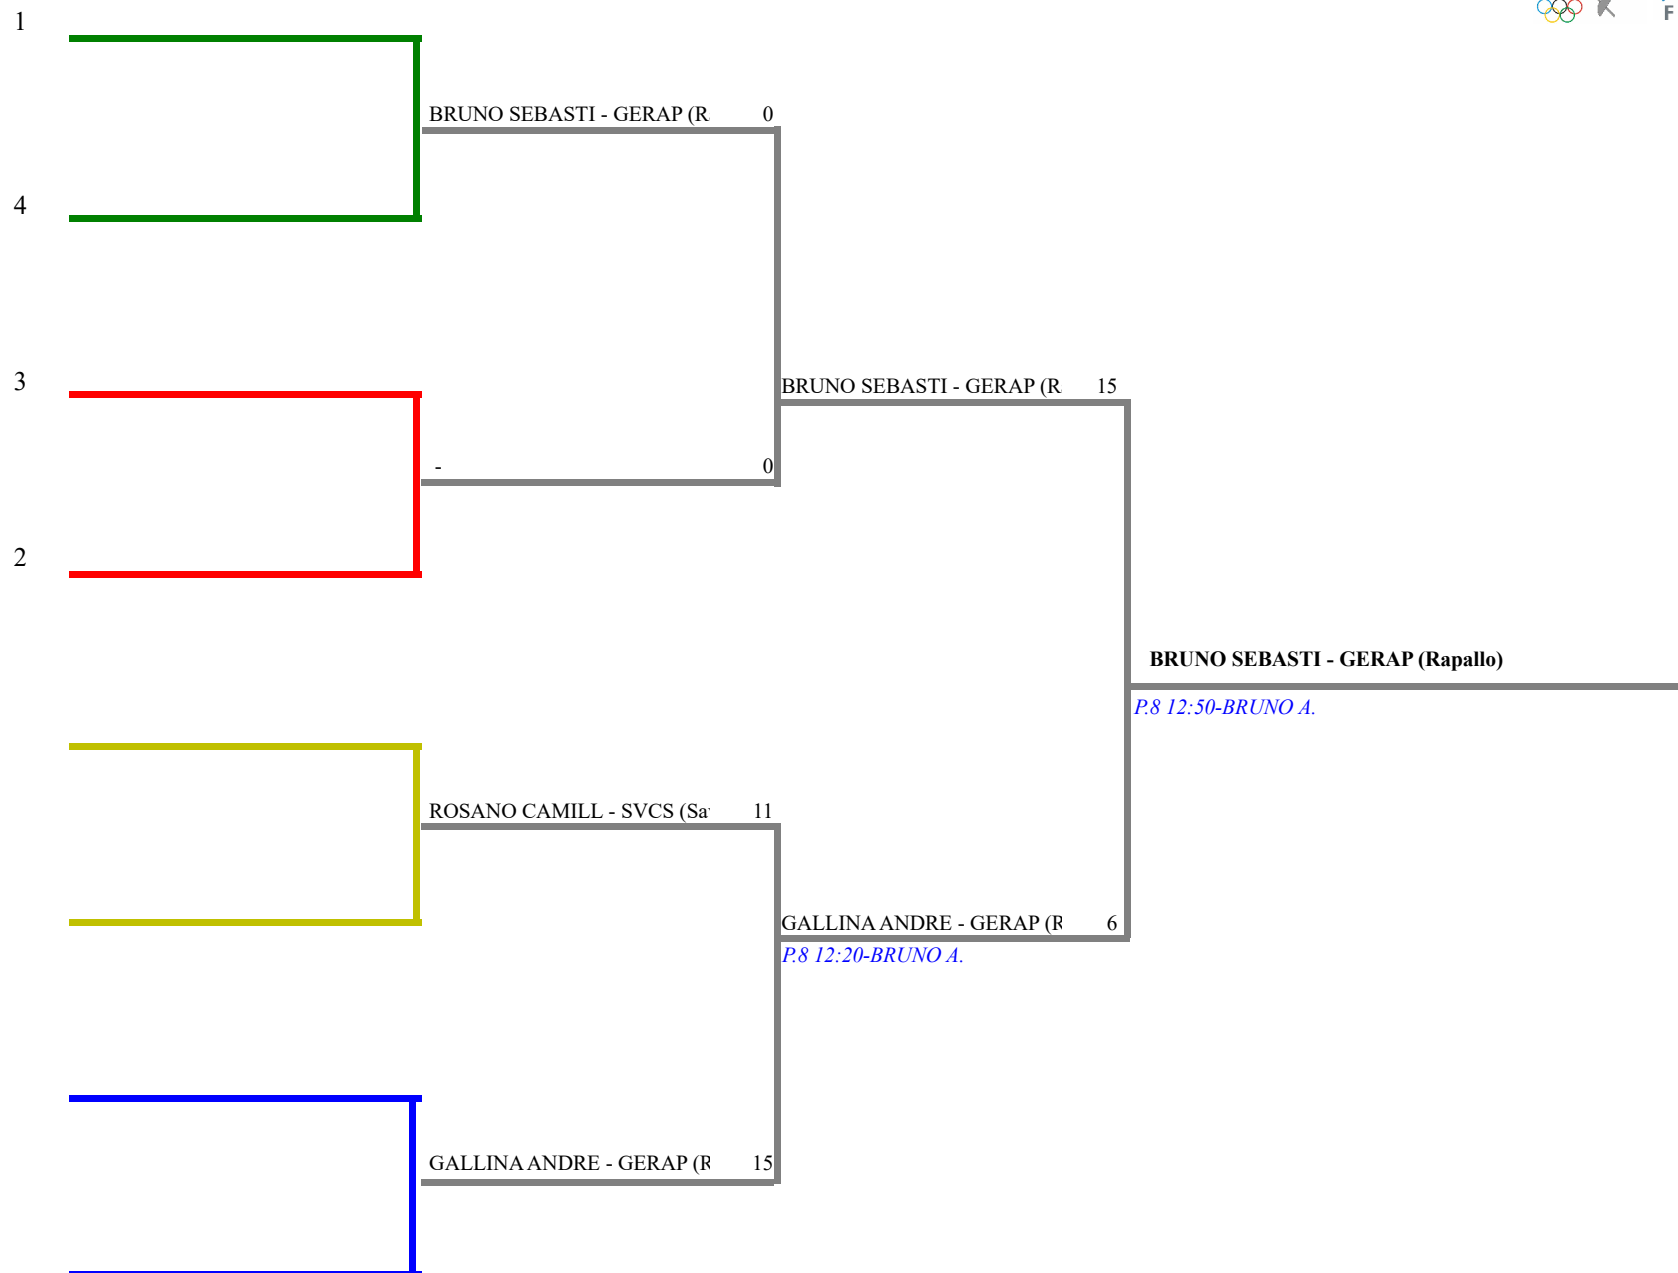 F
1
BRUNO SEBASTI - GERAP (R 0
4
3
BRUNO SEBASTI - GERAP (R 15
- 0
2
BRUNO SEBASTI - GERAP (Rapallo)
P.8 12:50-BRUNO A.
ROSANO CAMILL - SVCS (Sa 11
GALLINA ANDRE - GERAP (R 6
P.8 12:20-BRUNO A.
GALLINA ANDRE - GERAP (R 15